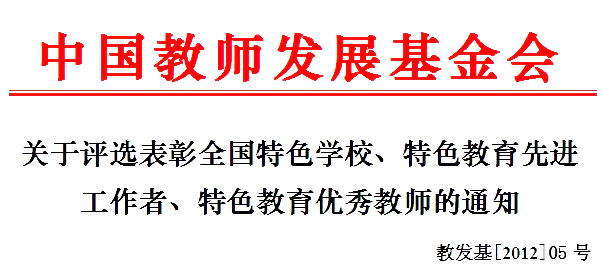 中国教师发展基金会
关于评选表彰全国特色学校、特色教育先进
工作者、特色教育优秀教师的通知
教发基[2012]05 号